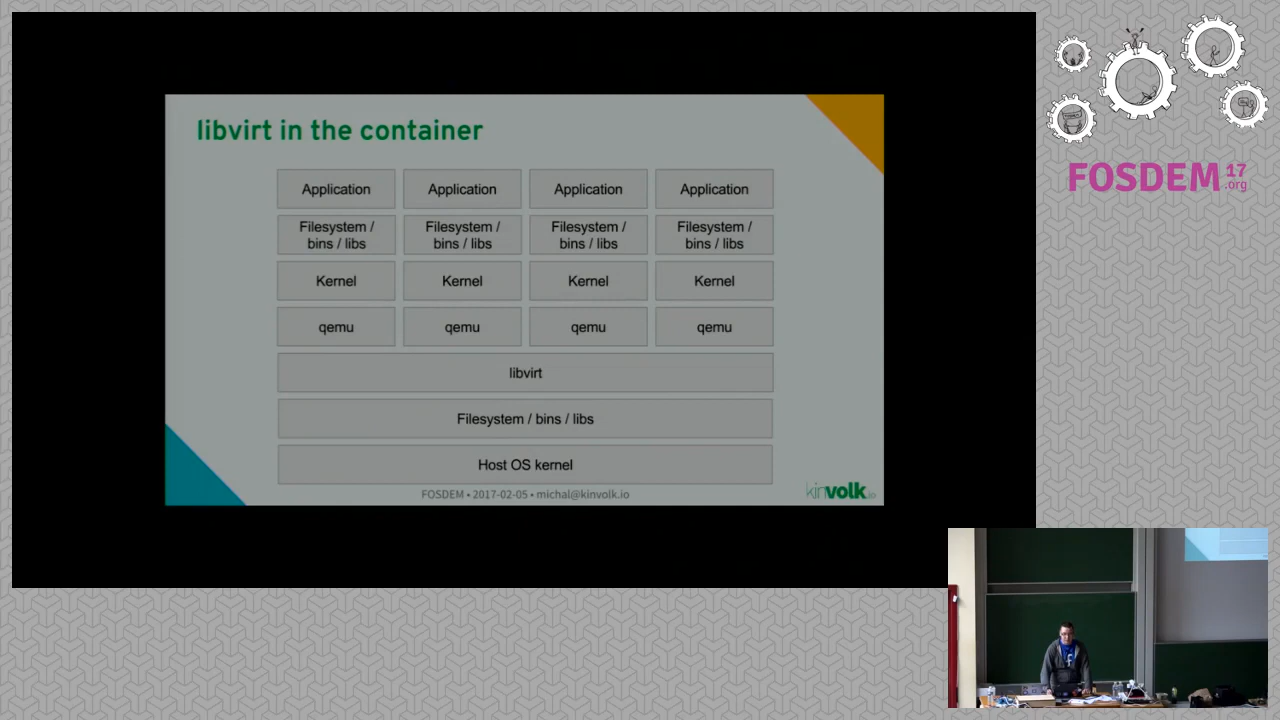 libvirt in the container
Application Application Application Application
Filesystem / Filesystem / Filesystem / Filesystem /
bins / libs bins / libs bins / libs bins / libs
Kernel Kernel Kernel Kernel
qemu qemu qemu qemu
libvirt
Filesystem / bins / libs
Host OS kernel
FOSDEM • 2017-02-05 • michal@kinvolk.io
kinvolk.io
FOSDEM 17
.org